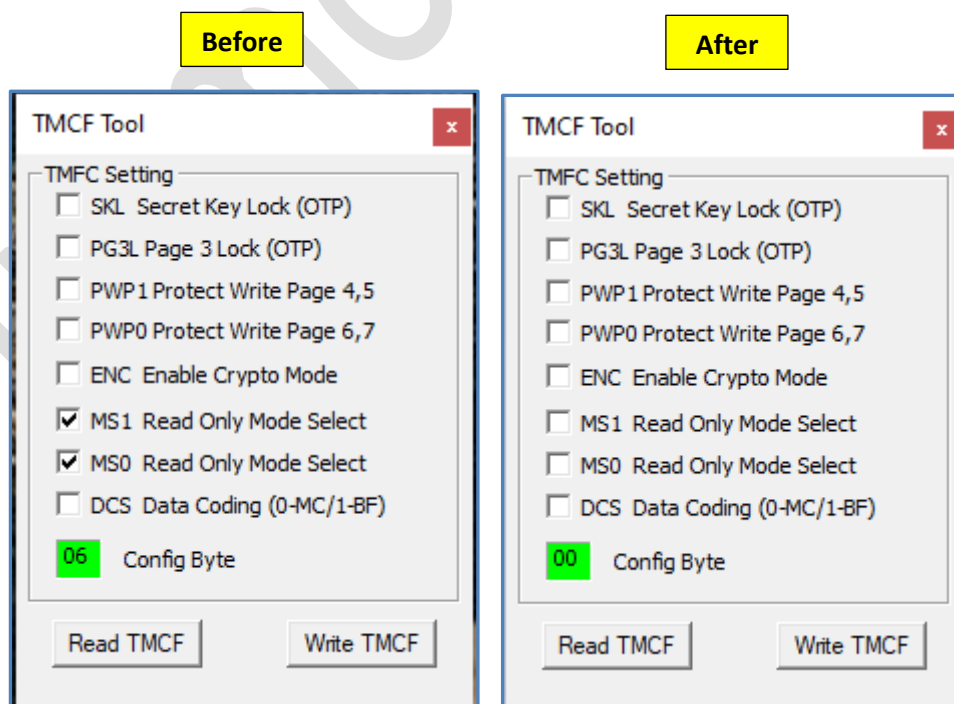 Before
After
TMCF Tool
x
TMFC Setting
SKL Secret Key Lock (OTP)
PG3L Page 3 Lock (OTP)
PWP1 Protect Write Page 4,5
PWP0 Protect Write Page 6,7
ENC Enable Crypto Mode
MS1 Read Only Mode Select
MS0 Read Only Mode Select
DCS Data Coding (0-MC/1-BF)
06 Config Byte
Read TMCF
Write TMCF
TMCF Tool
x
TMFC Setting
SKL Secret Key Lock (OTP)
PG3L Page 3 Lock (OTP)
PWP1 Protect Write Page 4,5
PWP0 Protect Write Page 6,7
ENC Enable Crypto Mode
MS1 Read Only Mode Select
MS0 Read Only Mode Select
DCS Data Coding (0-MC/1-BF)
00 Config Byte
Read TMCF
Write TMCF